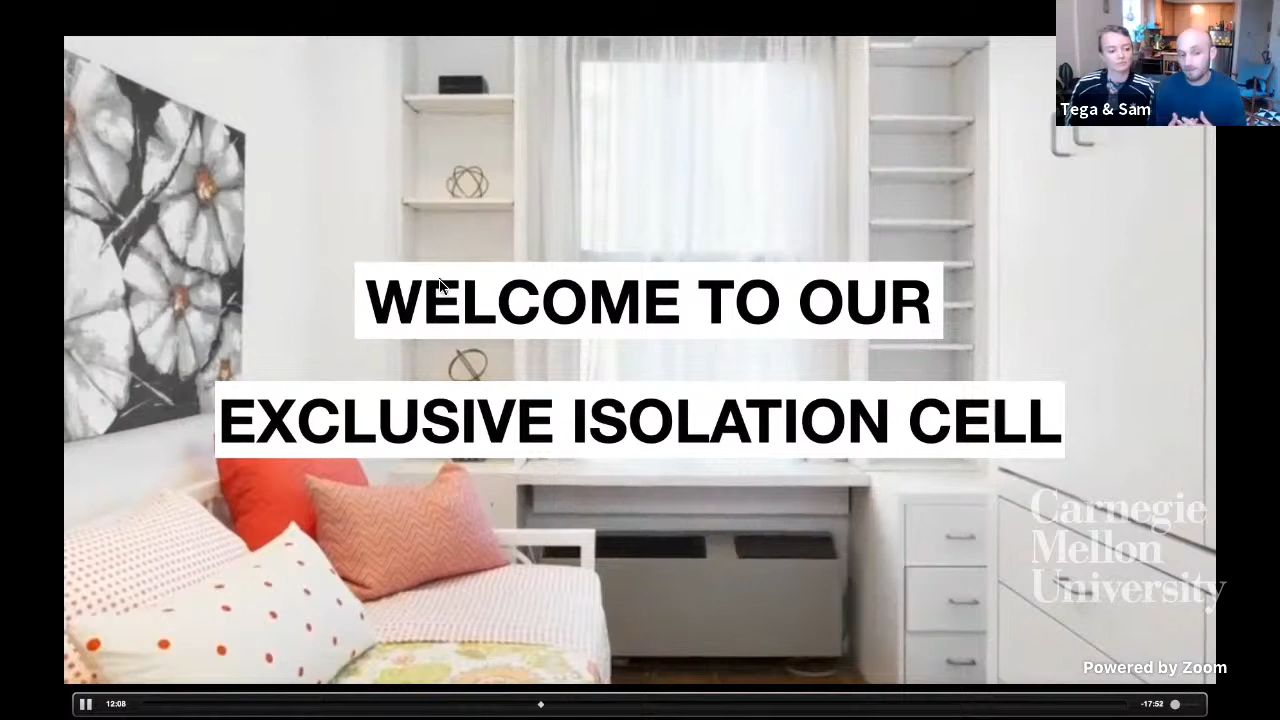 Tega & Sam
WELCOME TO OUR
EXCLUSIVE ISOLATION CELL
Carnegie
Mellon
University
Powered by Zoom
12:08
-17:52